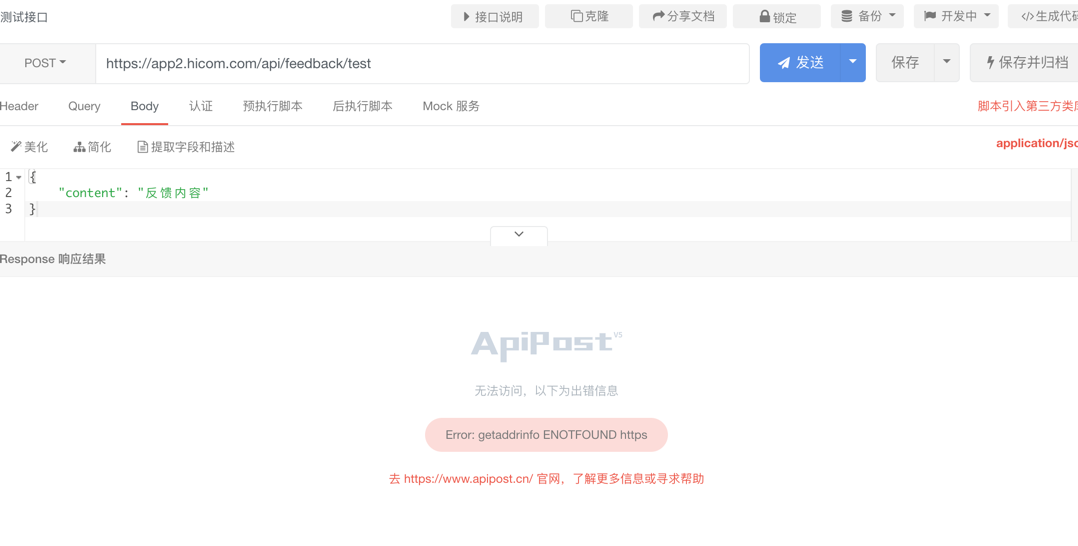 测试接口 接口说明 克隆 分享文档 锁定 备份 开发中 </>生成代码
POST https://app2.hicom.com/api/feedback/test 发送 保存 保存并归档
Header Query Body 认证 预执行脚本 后执行脚本 Mock 服务 脚本引入第三方类
美化 简化 提取字段和描述 application/jso
1 {
2 "content": "反馈内容"
3 }
Response 响应结果
ApiPost V5
无法访问，以下为出错信息
Error: getaddrinfo ENOTFOUND https
去 https://www.apipost.cn/ 官网，了解更多信息或寻求帮助